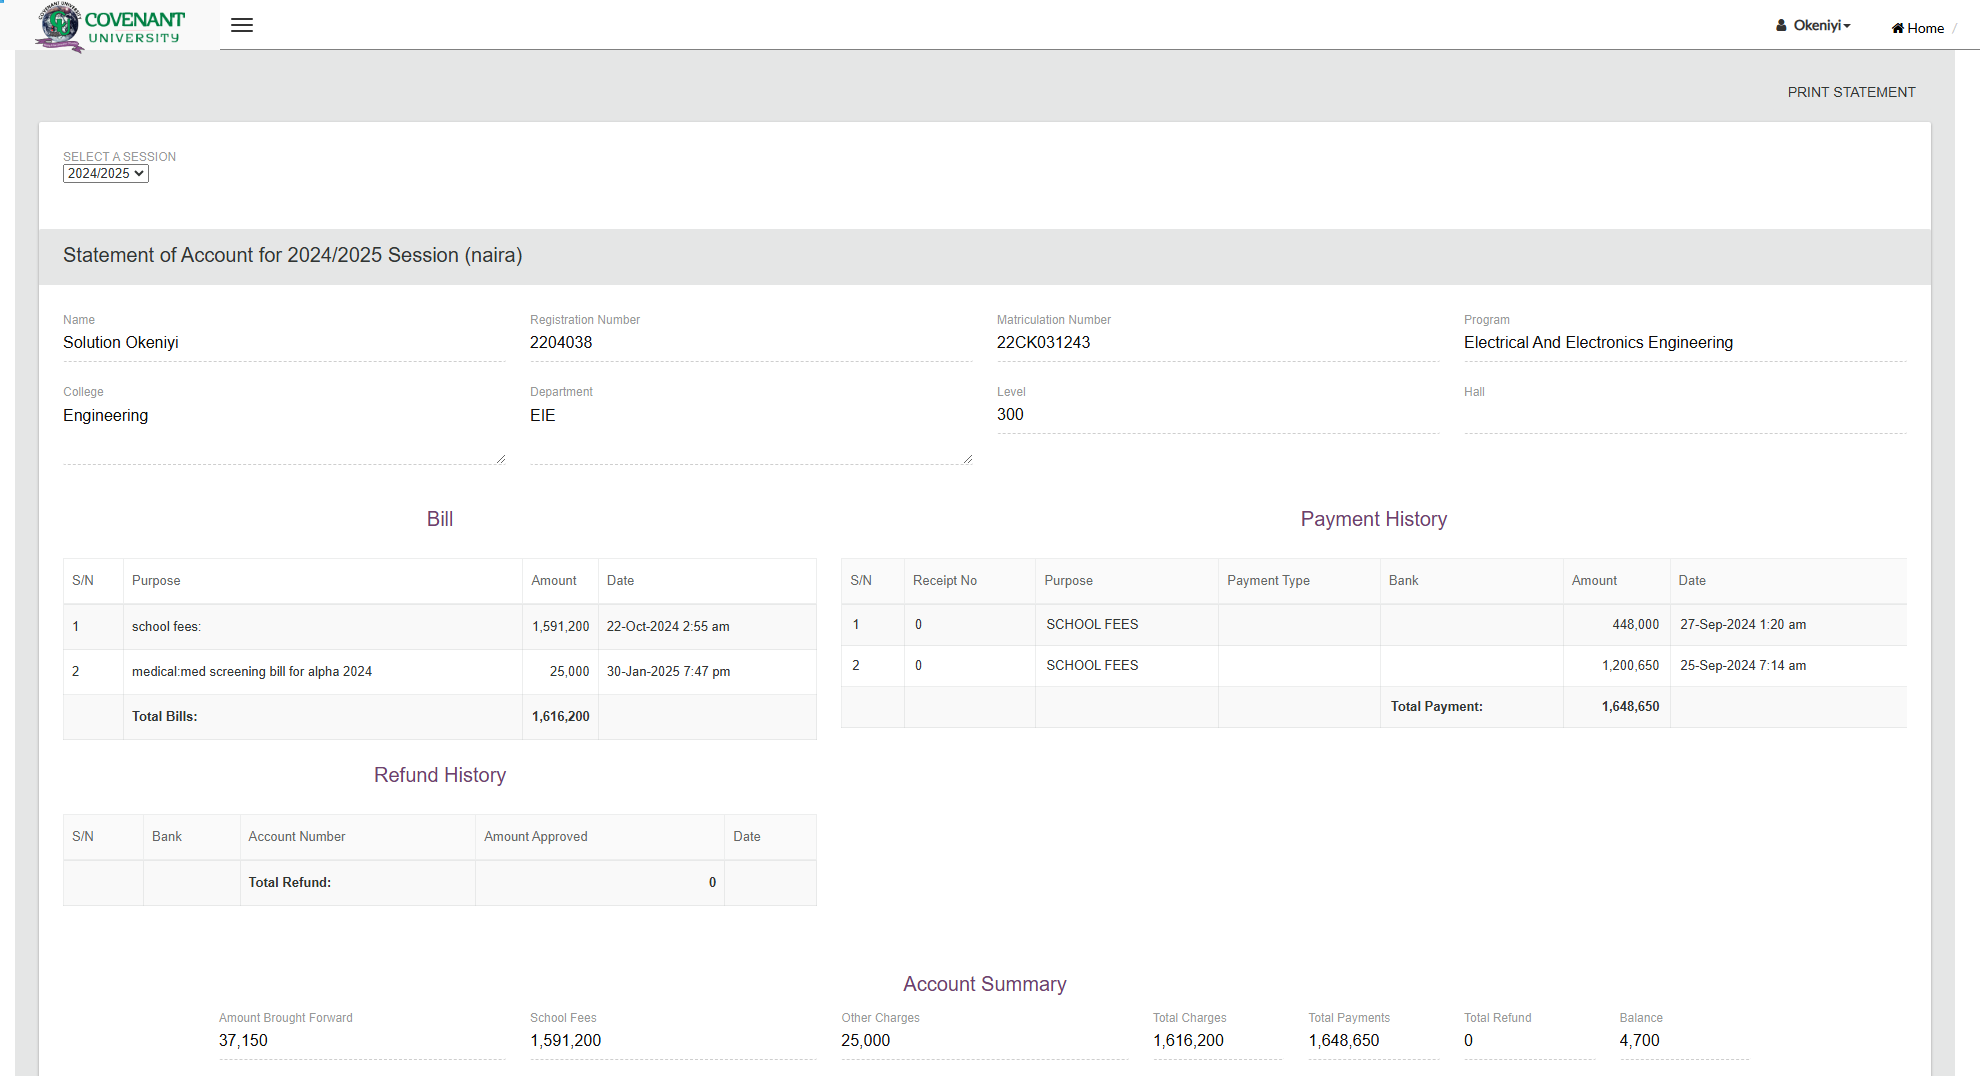 COVENANT
UNIVERSITY
Okeniyi
Home /
PRINT STATEMENT
SELECT A SESSION
2024/2025
Statement of Account for 2024/2025 Session (naira)
Name Registration Number Matriculation Number Program
Solution Okeniyi 2204038 22CK031243 Electrical And Electronics Engineering
College Department Level Hall
Engineering EIE 300
Bill
S/N Purpose Amount Date
1 school fees: 1,591,200 22-Oct-2024 2:55 am
2 medical:med screening bill for alpha 2024 25,000 30-Jan-2025 7:47 pm
Total Bills: 1,616,200
Payment History
S/N Receipt No Purpose Payment Type Bank Amount Date
1 0 SCHOOL FEES 448,000 27-Sep-2024 1:20 am
2 0 SCHOOL FEES 1,200,650 25-Sep-2024 7:14 am
Total Payment: 1,648,650
Refund History
S/N Bank Account Number Amount Approved Date
Total Refund: 0
Account Summary
Amount Brought Forward School Fees Other Charges Total Charges Total Payments Total Refund Balance
37,150 1,591,200 25,000 1,616,200 1,648,650 0 4,700